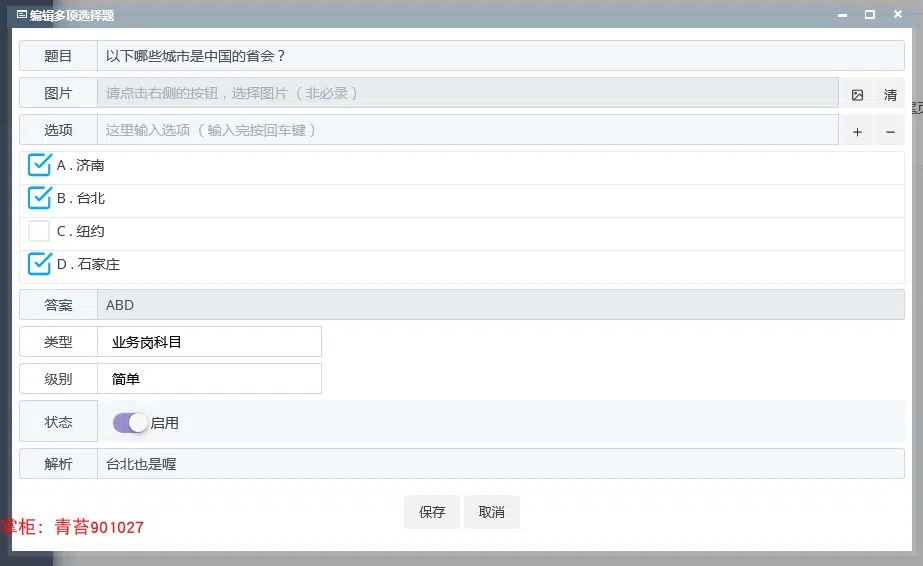 编辑多项选择题
题目 以下哪些城市是中国的省会？
图片 请点击右侧的按钮，选择图片（非必录） 清
选项 这里输入选项（输入完按回车键） + −
A . 济南
B . 台北
C . 纽约
D . 石家庄
答案 ABD
类型 业务岗科目
级别 简单
状态 启用
解析 台北也是喔
保存 取消
掌柜：青苔901027